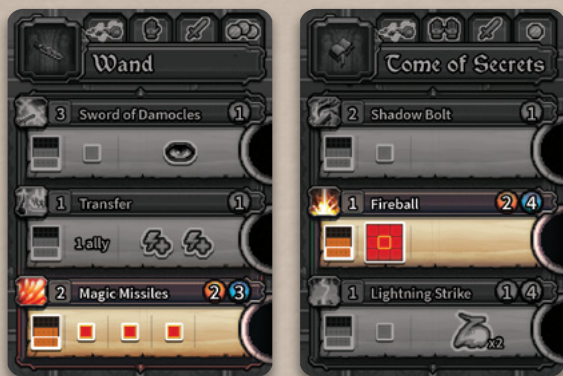 Wand
3 Sword of Damocles 1
1 Transfer 1
1 ally
2 Magic Missiles 2 3
Tome of Secrets
2 Shadow Bolt 1
1 Fireball 2 4
1 Lightning Strike 1 4
x2